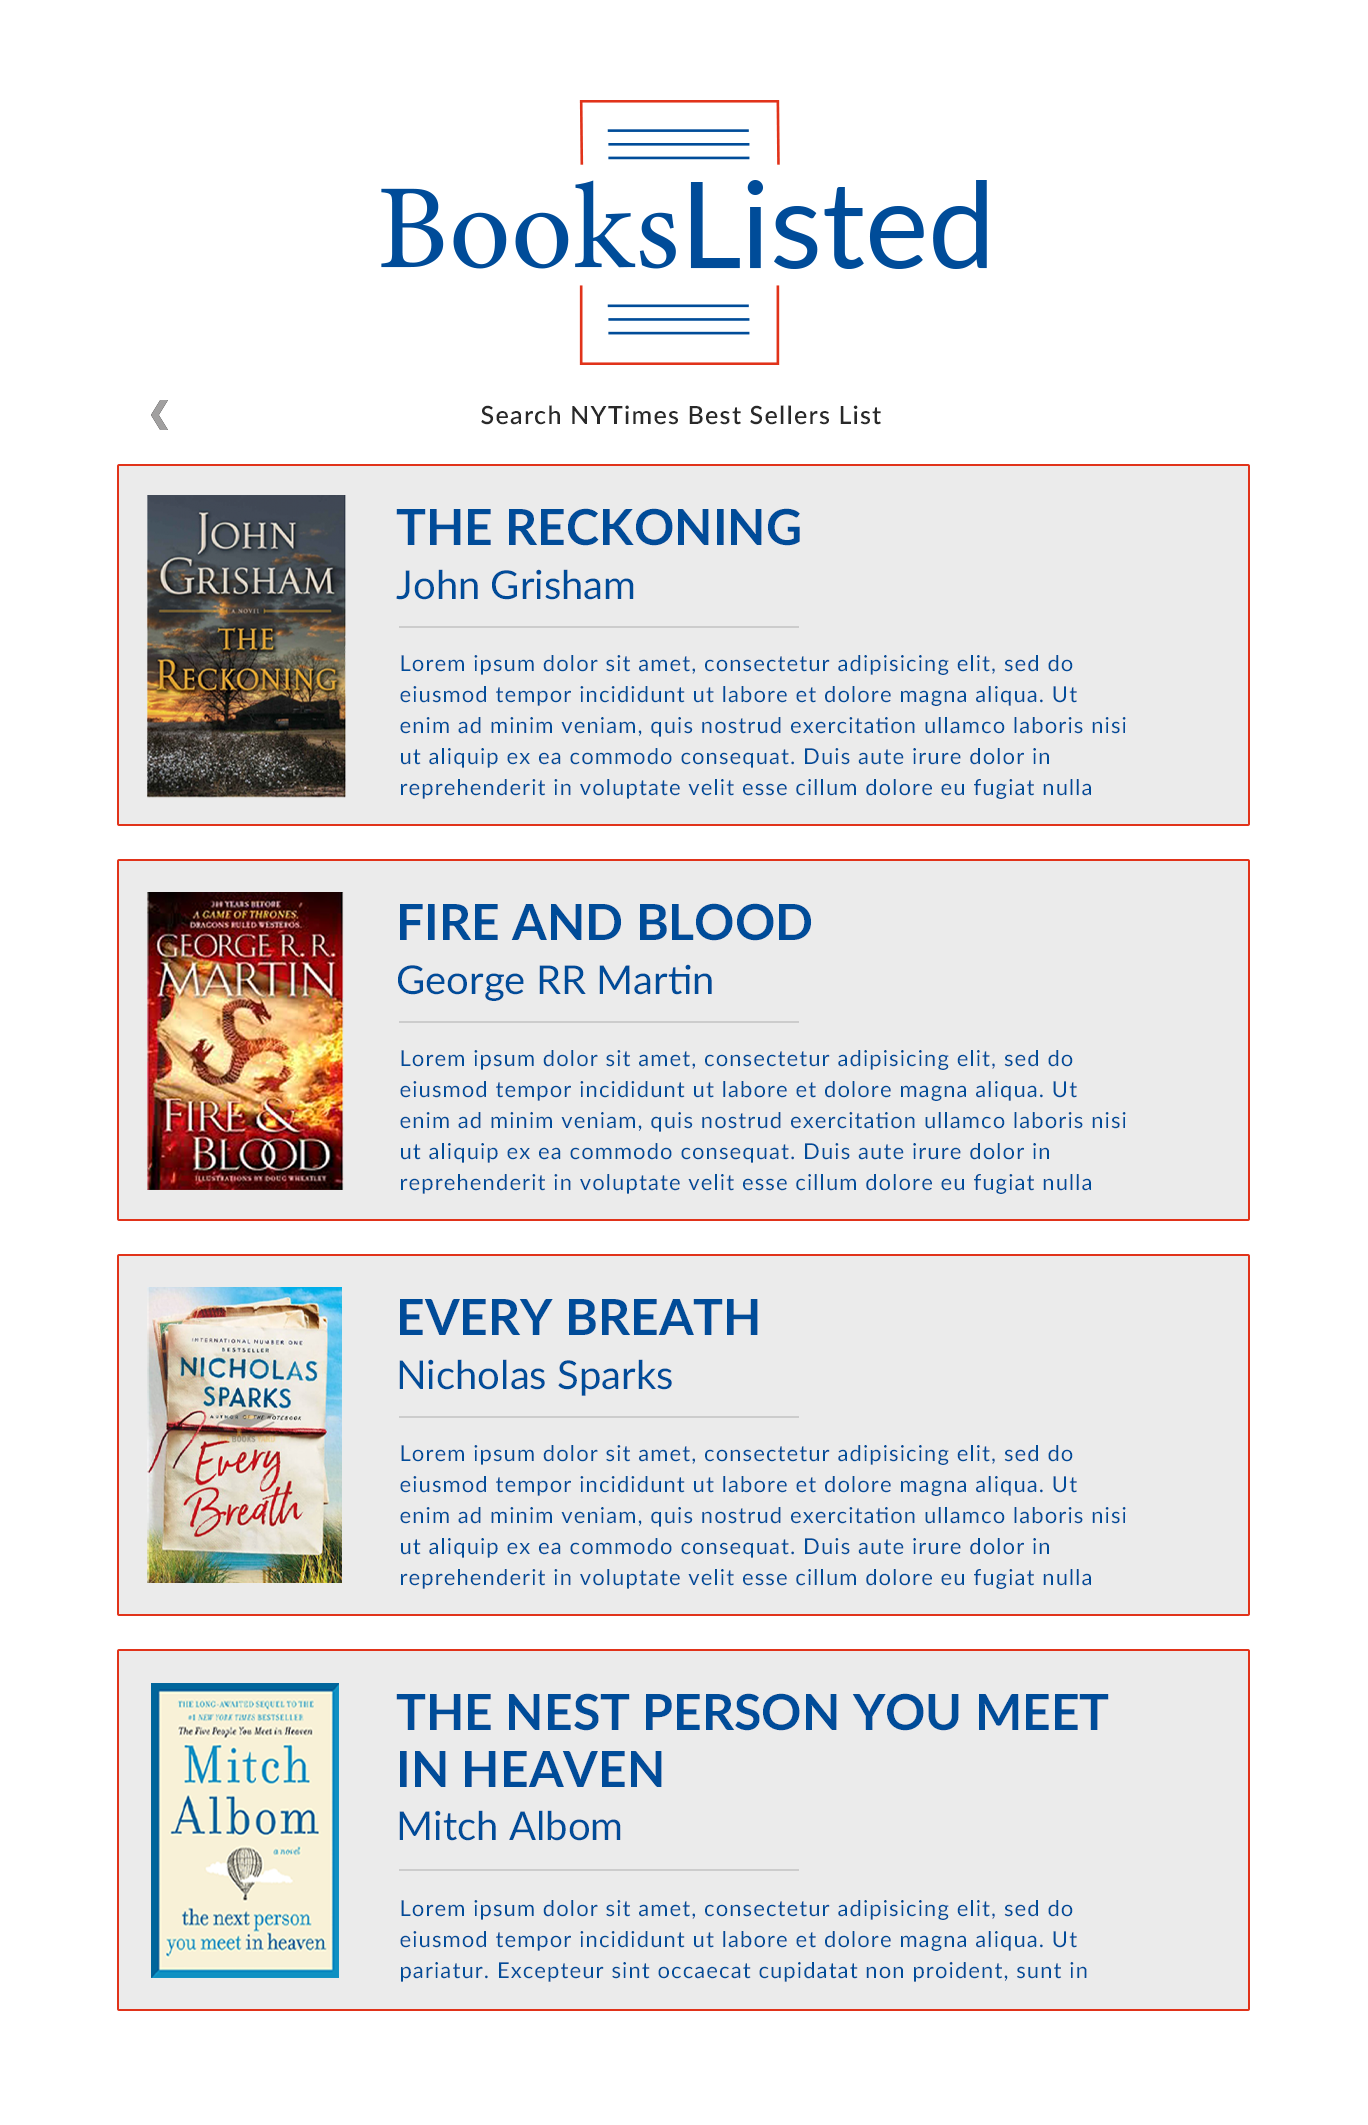 BooksListed
Search NYTimes Best Sellers List
JOHN
GRISHAM
A NOVEL
THE
RECKONING
THE RECKONING
John Grisham
Lorem ipsum dolor sit amet, consectetur adipisicing elit, sed do
eiusmod tempor incididunt ut labore et dolore magna aliqua. Ut
enim ad minim veniam, quis nostrud exercitation ullamco laboris nisi
ut aliquip ex ea commodo consequat. Duis aute irure dolor in
reprehenderit in voluptate velit esse cillum dolore eu fugiat nulla
300 YEARS BEFORE
A GAME OF THRONES,
DRAGONS RULED WESTEROS.
GEORGE R. R.
MARTIN
FIRE &
BLOOD
ILLUSTRATIONS BY DOUG WHEATLEY
FIRE AND BLOOD
George RR Martin
Lorem ipsum dolor sit amet, consectetur adipisicing elit, sed do
eiusmod tempor incididunt ut labore et dolore magna aliqua. Ut
enim ad minim veniam, quis nostrud exercitation ullamco laboris nisi
ut aliquip ex ea commodo consequat. Duis aute irure dolor in
reprehenderit in voluptate velit esse cillum dolore eu fugiat nulla
INTERNATIONAL NUMBER ONE
BESTSELLER
NICHOLAS
SPARKS
AUTHOR OF THE NOTEBOOK
BOOKS
Every
Breath
EVERY BREATH
Nicholas Sparks
Lorem ipsum dolor sit amet, consectetur adipisicing elit, sed do
eiusmod tempor incididunt ut labore et dolore magna aliqua. Ut
enim ad minim veniam, quis nostrud exercitation ullamco laboris nisi
ut aliquip ex ea commodo consequat. Duis aute irure dolor in
reprehenderit in voluptate velit esse cillum dolore eu fugiat nulla
THE LONG-AWAITED SEQUEL TO THE
#1 NEW YORK TIMES BESTSELLER
The Five People You Meet in Heaven
Mitch
Albom
a novel
the next person
you meet in heaven
THE NEST PERSON YOU MEET
IN HEAVEN
Mitch Albom
Lorem ipsum dolor sit amet, consectetur adipisicing elit, sed do
eiusmod tempor incididunt ut labore et dolore magna aliqua. Ut
pariatur. Excepteur sint occaecat cupidatat non proident, sunt in